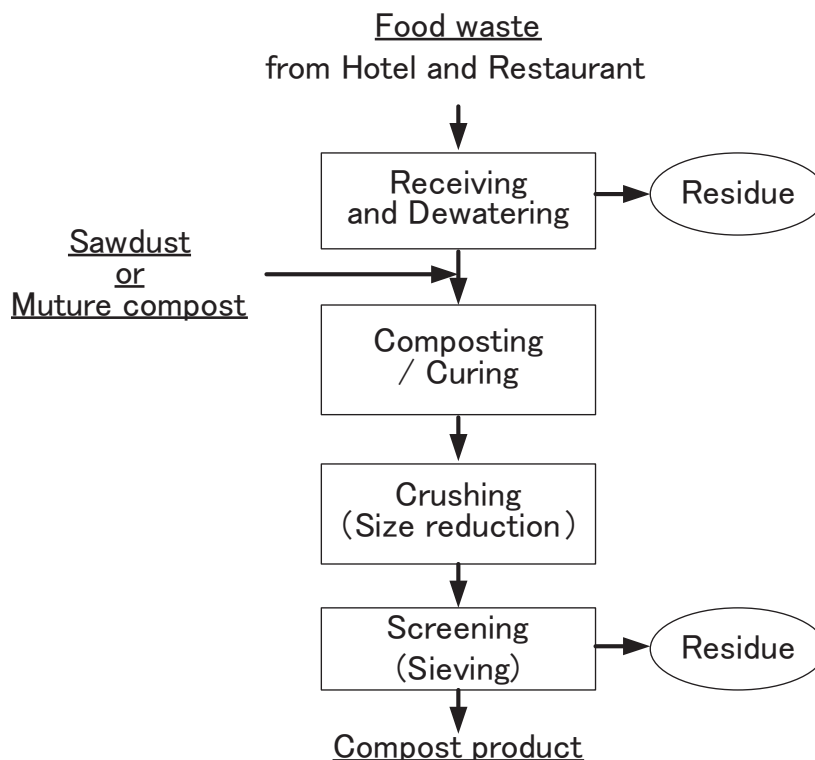 Food waste
from Hotel and Restaurant
Receiving
and Dewatering
Residue
Sawdust
or
Muture compost
Composting
/ Curing
Crushing
(Size reduction)
Screening
(Sieving)
Residue
Compost product